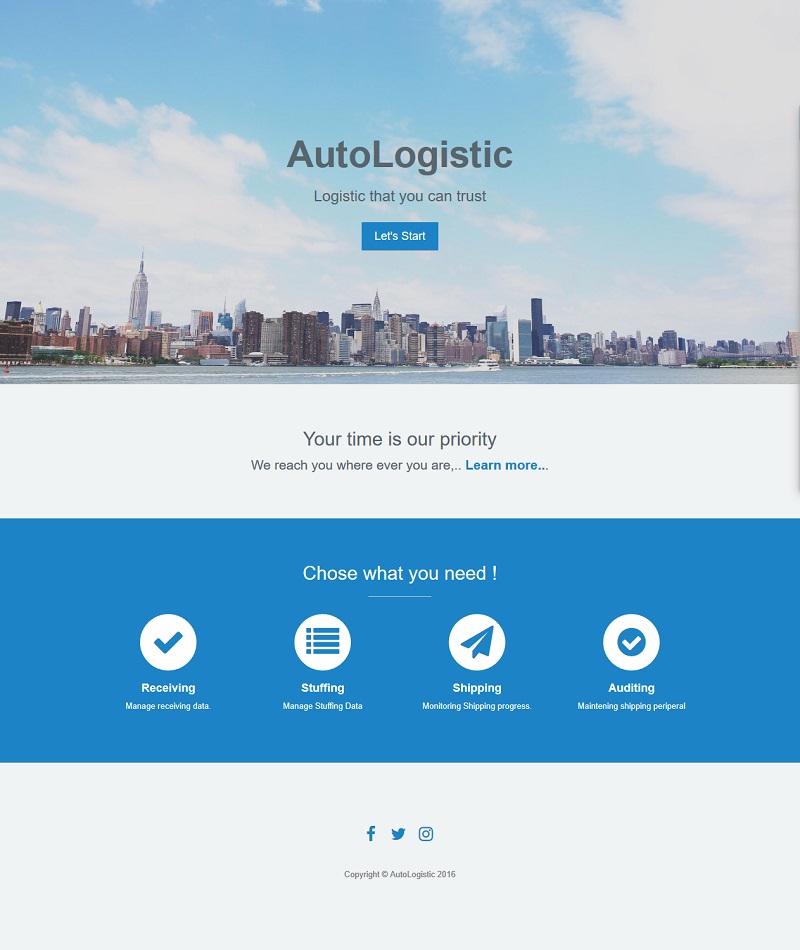 AutoLogistic
Logistic that you can trust
Let's Start
Your time is our priority
We reach you where ever you are,.. Learn more...
Chose what you need !
Receiving
Manage receiving data.
Stuffing
Manage Stuffing Data
Shipping
Monitoring Shipping progress.
Auditing
Maintening shipping periperal
Copyright © AutoLogistic 2016